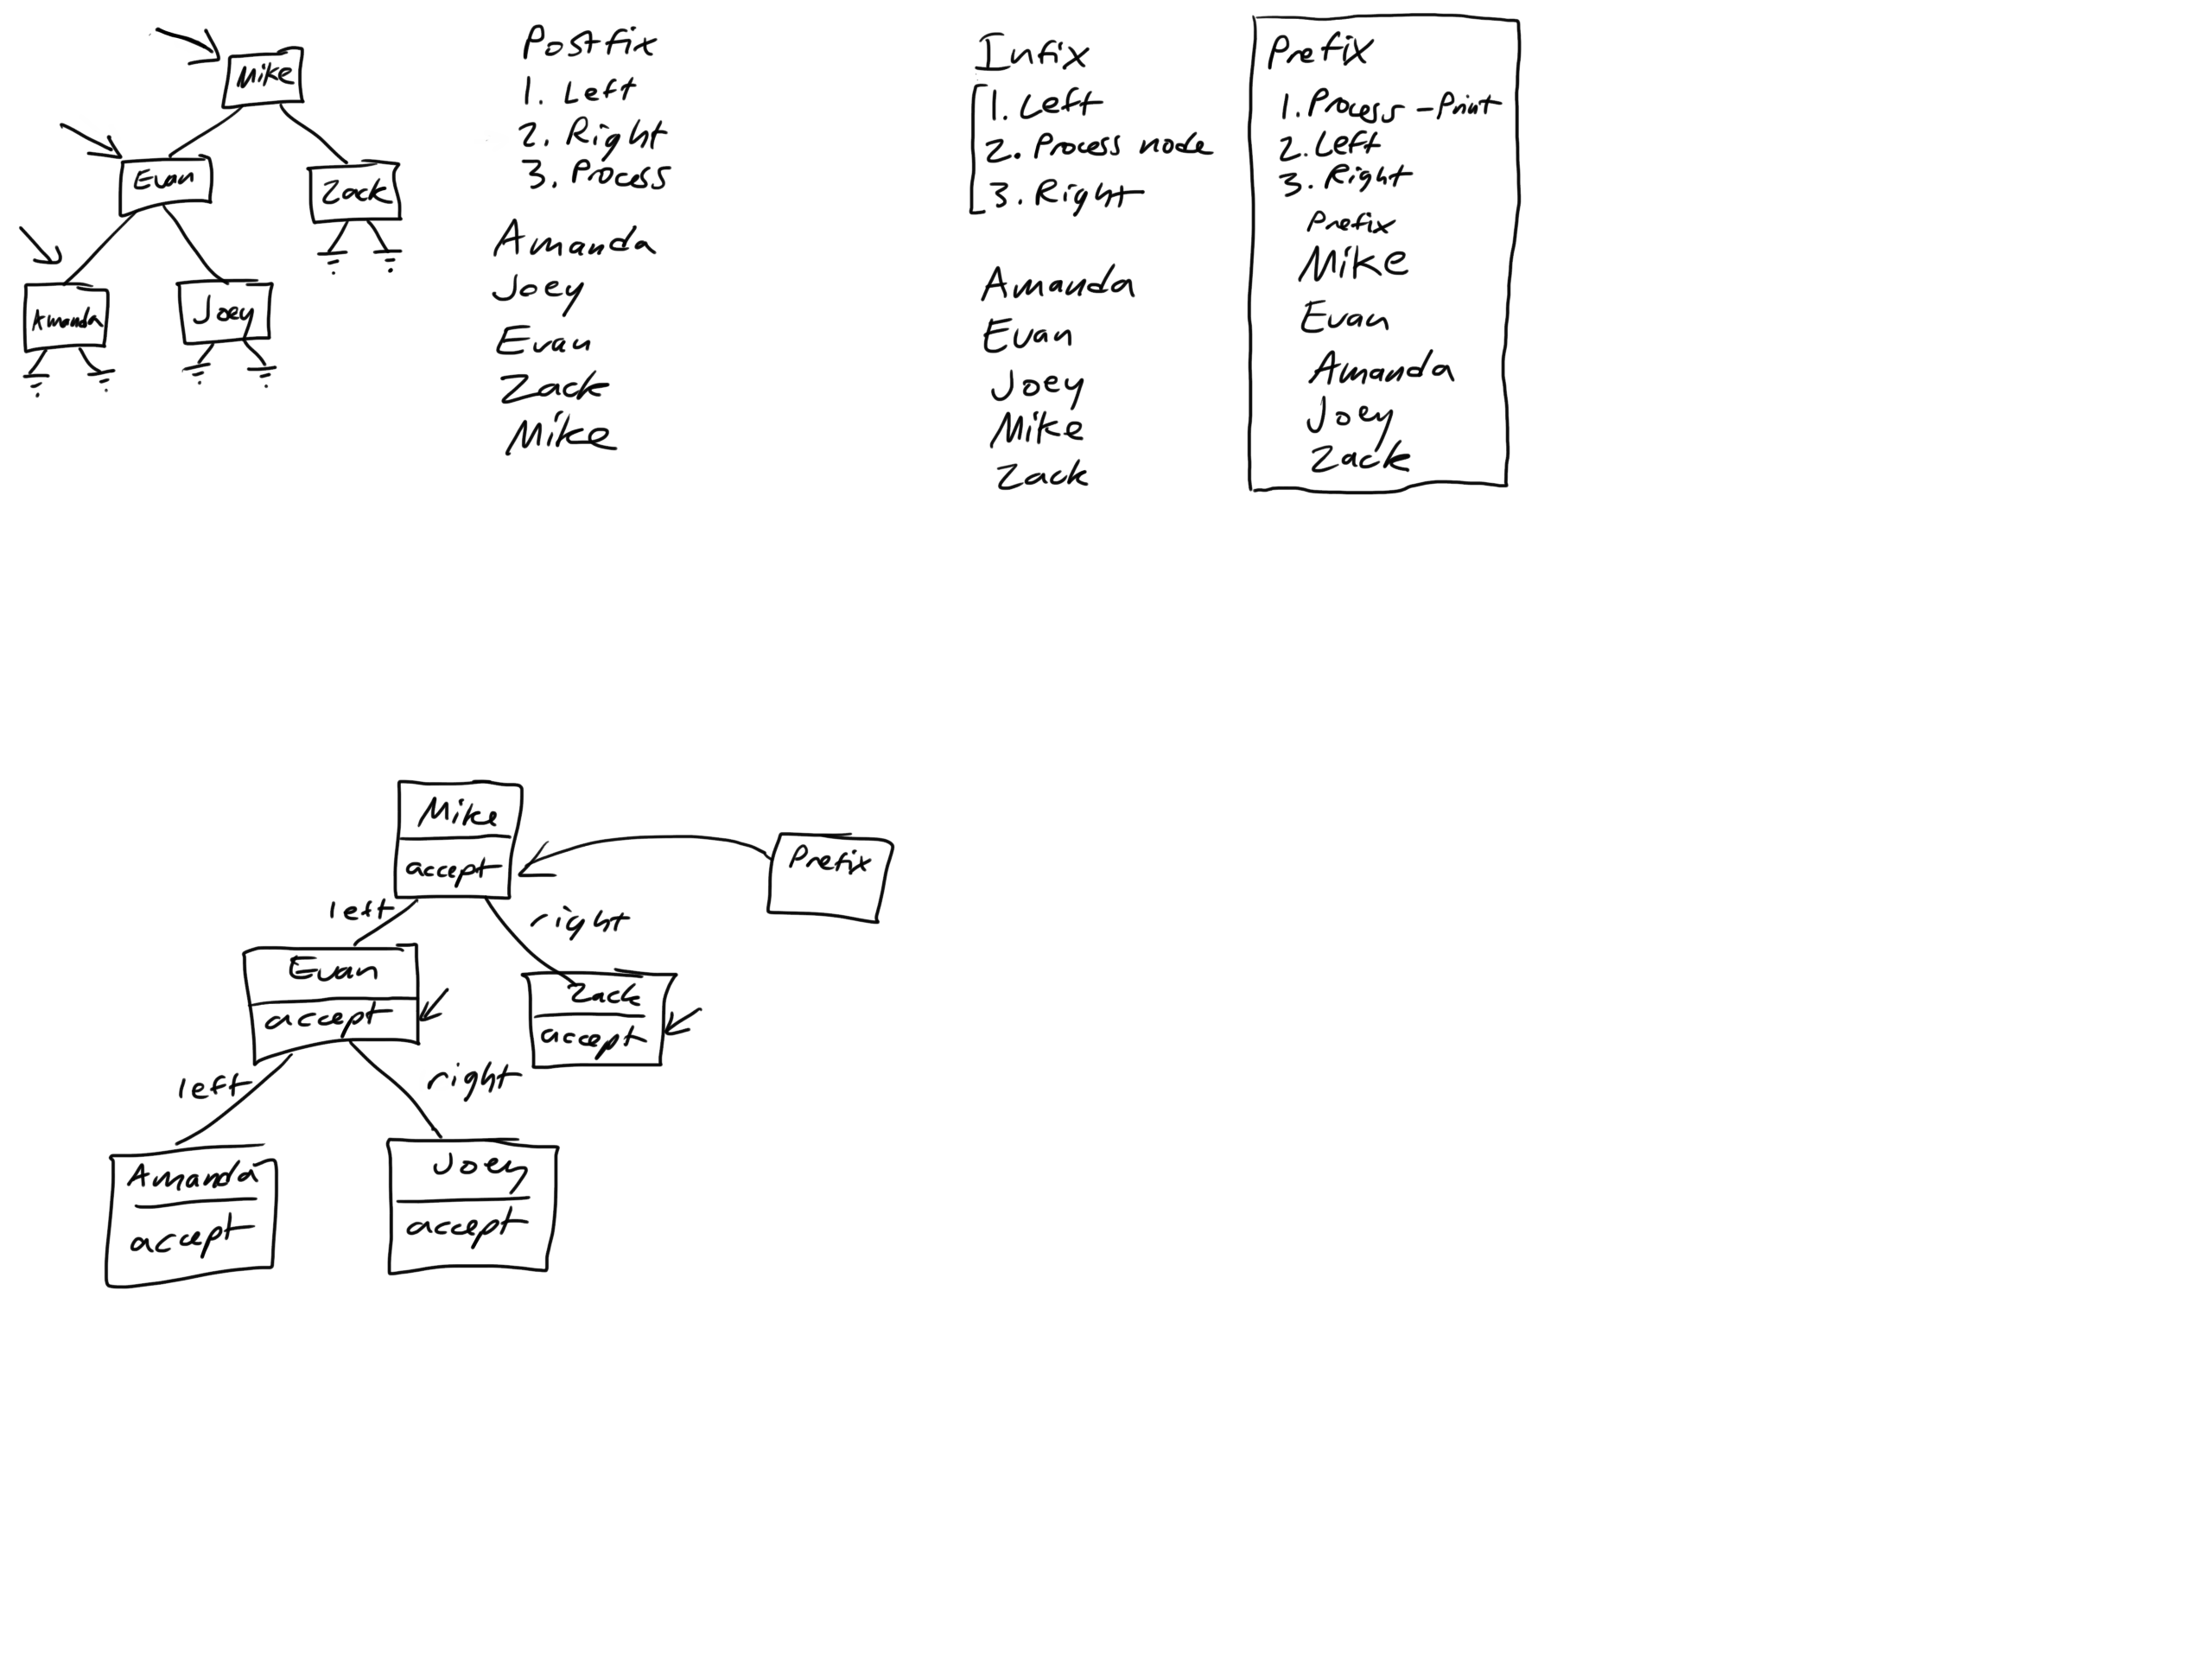 Mike
Evan
Zack
Amanda
Joey
Postfix
1. Left
2. Right
3. Process
Amanda
Joey
Evan
Zack
Mike
Infix
1. Left
2. Process node
3. Right
Amanda
Evan
Joey
Mike
Zack
Prefix
1. Process - Print
2. Left
3. Right
Prefix
Mike
Evan
Amanda
Joey
Zack
Mike
accept
Prefix
left
right
Evan
accept
Zack
accept
left
right
Amanda
accept
Joey
accept